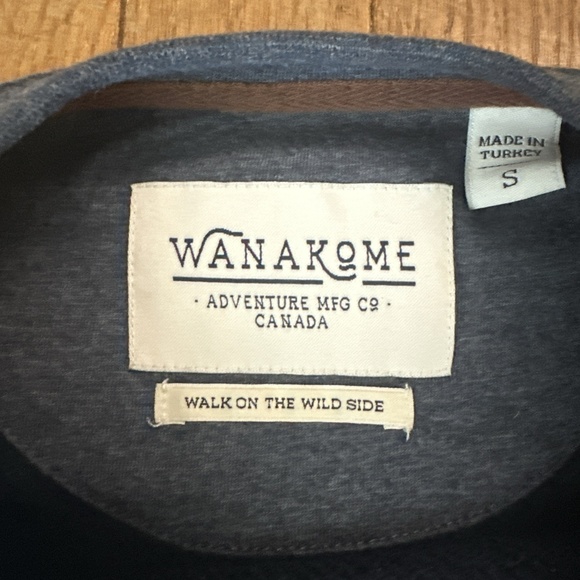 MADE IN
TURKEY
S
WANAKOME
· ADVENTURE MFG Cº ·
CANADA
WALK ON THE WILD SIDE